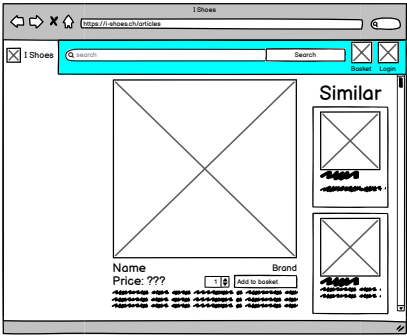 I Shoes
https://i-shoes.ch/articles
I Shoes
search
Search
Basket
Login
Similar
Name
Brand
Price: ???
1
Add to basket